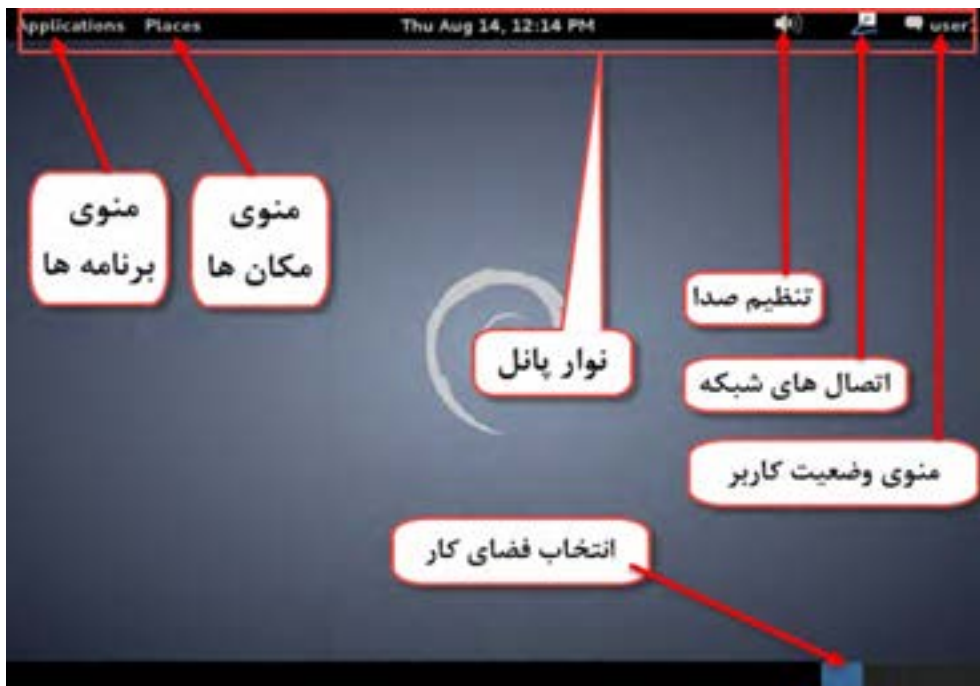 Applications Places Thu Aug 14, 12:14 PM user1
منوی
برنامه ها
منوی
مکان ها
نوار پانل
تنظیم صدا
اتصال های شبکه
منوی وضعیت کاربر
انتخاب فضای کار